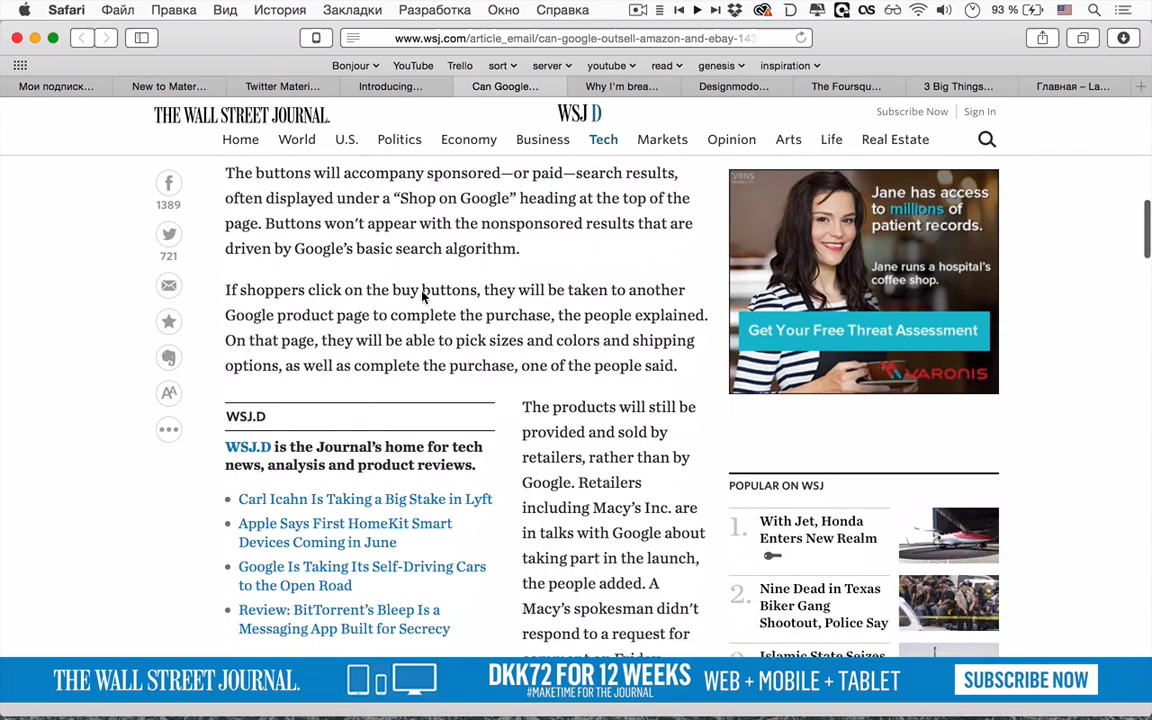 Safari Файл Правка Вид История Закладки Разработка Окно Справка 93 %
www.wsj.com/article_email/can-google-outsell-amazon-and-ebay-143
Bonjour YouTube Trello sort server youtube read genesis inspiration
Мои подписк... New to Mater... Twitter Materi... Introducing... Can Google... Why I'm brea... Designmodo... The Foursqu... 3 Big Things... Главная – La...
THE WALL STREET JOURNAL. WSJ D Subscribe Now Sign In
Home World U.S. Politics Economy Business Tech Markets Opinion Arts Life Real Estate
1389
721
The buttons will accompany sponsored—or paid—search results,
often displayed under a “Shop on Google” heading at the top of the
page. Buttons won’t appear with the nonsponsored results that are
driven by Google’s basic search algorithm.
If shoppers click on the buy buttons, they will be taken to another
Google product page to complete the purchase, the people explained.
On that page, they will be able to pick sizes and colors and shipping
options, as well as complete the purchase, one of the people said.
WSJ.D
WSJ.D is the Journal’s home for tech
news, analysis and product reviews.
Carl Icahn Is Taking a Big Stake in Lyft
Apple Says First HomeKit Smart
Devices Coming in June
Google Is Taking Its Self-Driving Cars
to the Open Road
Review: BitTorrent’s Bleep Is a
Messaging App Built for Secrecy
The products will still be
provided and sold by
retailers, rather than by
Google. Retailers
including Macy’s Inc. are
in talks with Google about
taking part in the launch,
the people added. A
Macy’s spokesman didn’t
respond to a request for
VRNS
Jane has access
to millions of
patient records.
Jane runs a hospital’s
coffee shop.
Get Your Free Threat Assessment
VARONIS
POPULAR ON WSJ
1. With Jet, Honda
Enters New Realm
2. Nine Dead in Texas
Biker Gang
Shootout, Police Say
Islamic State Seizes
THE WALL STREET JOURNAL. DKK72 FOR 12 WEEKS WEB + MOBILE + TABLET SUBSCRIBE NOW
#MAKETIME FOR THE JOURNAL